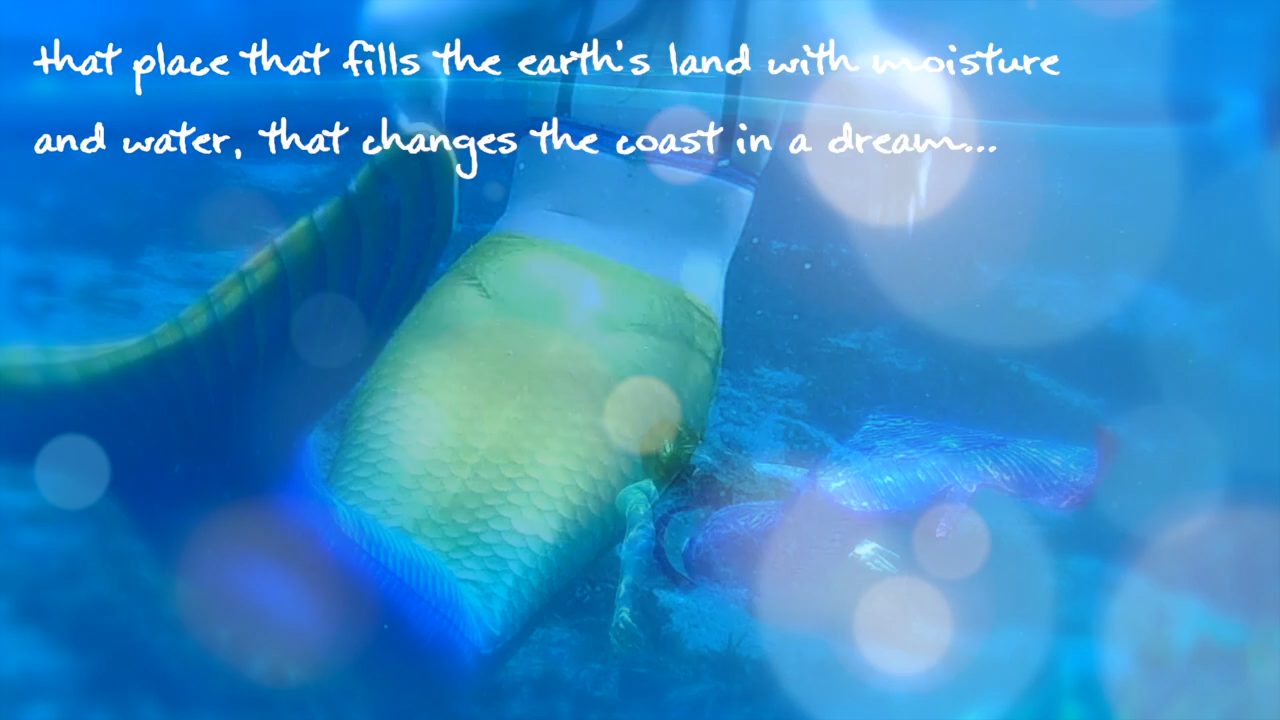 that place that fills the earth's land with moisture
and water, that changes the coast in a dream...